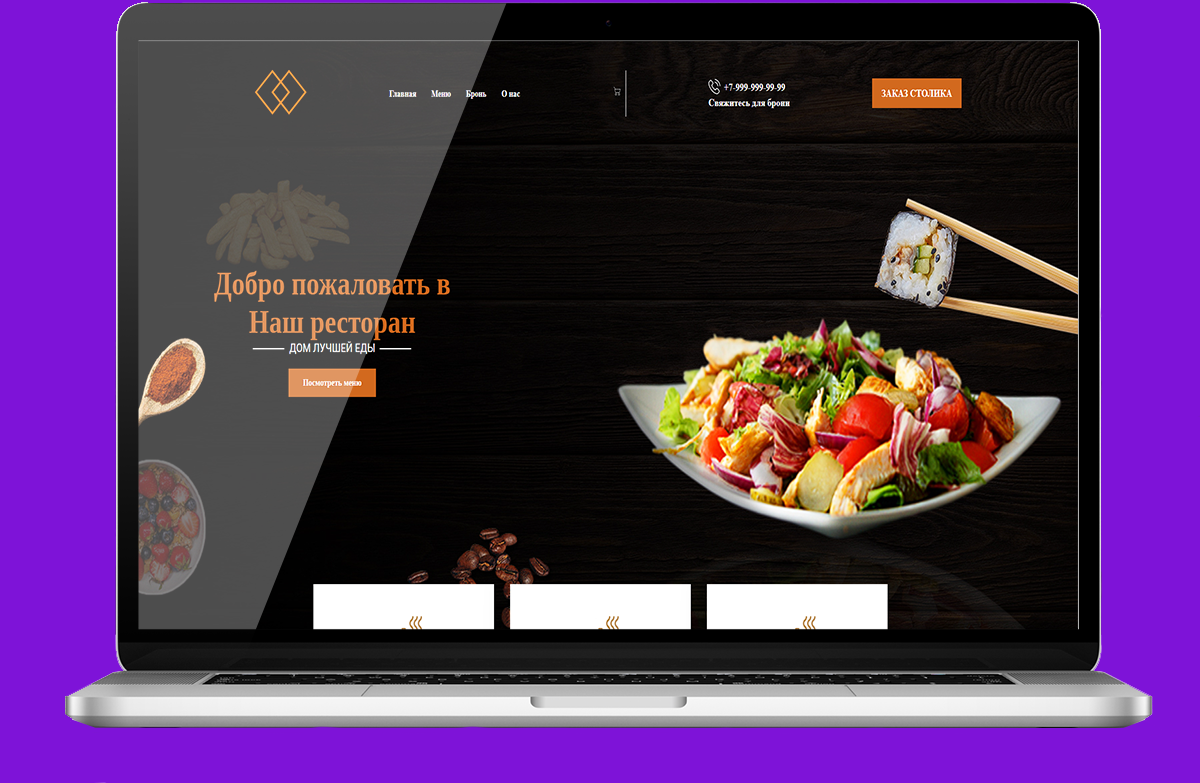 Главная Меню Бронь О нас
+7-999-999-99-99
Свяжитесь для брони
ЗАКАЗ СТОЛИКА
Добро пожаловать в
Наш ресторан
ДОМ ЛУЧШЕЙ ЕДЫ
Посмотреть меню